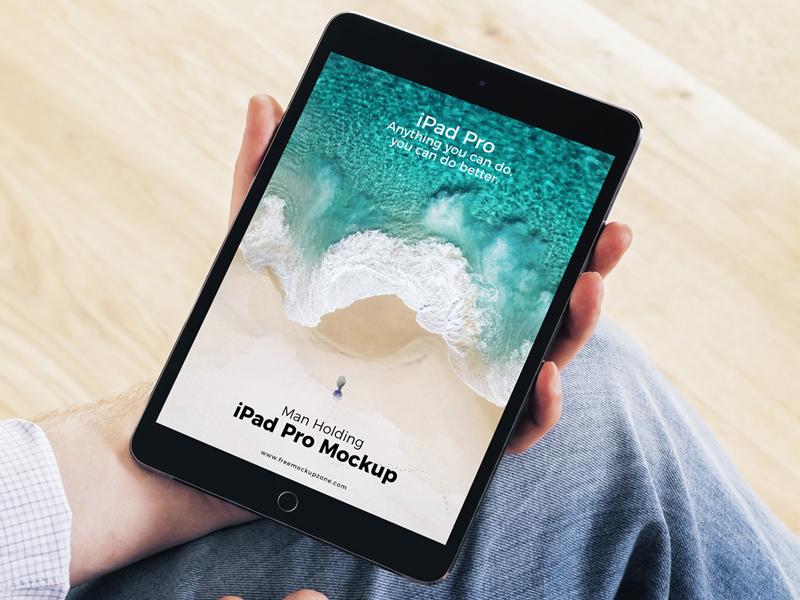 iPad Pro
Anything you can do.
you can do better.
Man Holding
iPad Pro Mockup
www.freemockupzone.com